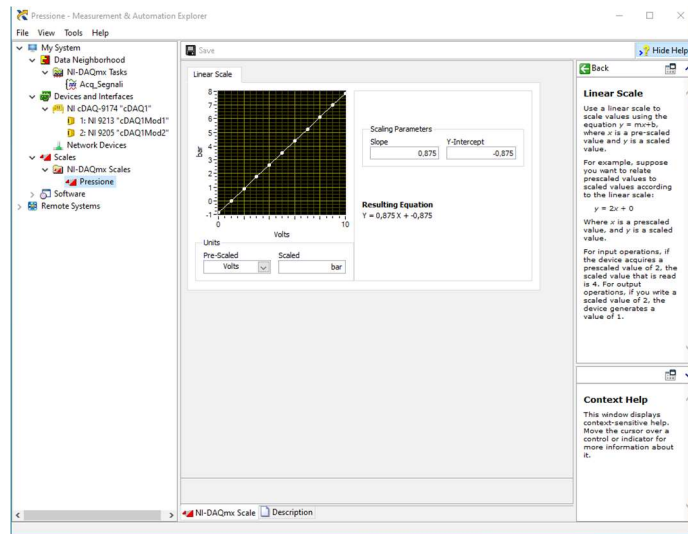 Pressione - Measurement & Automation Explorer
File View Tools Help
My System
Data Neighborhood
NI-DAQmx Tasks
Acq_Segnali
Devices and Interfaces
NI cDAQ-9174 "cDAQ1"
1: NI 9213 "cDAQ1Mod1"
2: NI 9205 "cDAQ1Mod2"
Network Devices
Scales
NI-DAQmx Scales
Pressione
Software
Remote Systems
Save
Hide Help
Linear Scale
8
7
6
5
4
3
2
1
0
-1
bar
0
10
Volts
Scaling Parameters
Slope Y-Intercept
0,875 -0,875
Resulting Equation
Y = 0,875 X + -0,875
Units
Pre-Scaled Scaled
Volts bar
NI-DAQmx Scale Description
Back
Linear Scale
Use a linear scale to
scale values using the
equation y = mx+b,
where x is a pre-scaled
value and y is a scaled
value.
For example, suppose
you want to relate
prescaled values to
scaled values according
to the linear scale:
y = 2x + 0
Where x is a prescaled
value, and y is a scaled
value.
For input operations, if
the device acquires a
prescaled value of 2, the
scaled value that is read
is 4. For output
operations, if you write a
scaled value of 2, the
device generates a
value of 1.
Context Help
This window displays
context-sensitive help.
Move the cursor over a
control or indicator for
more information about
it.